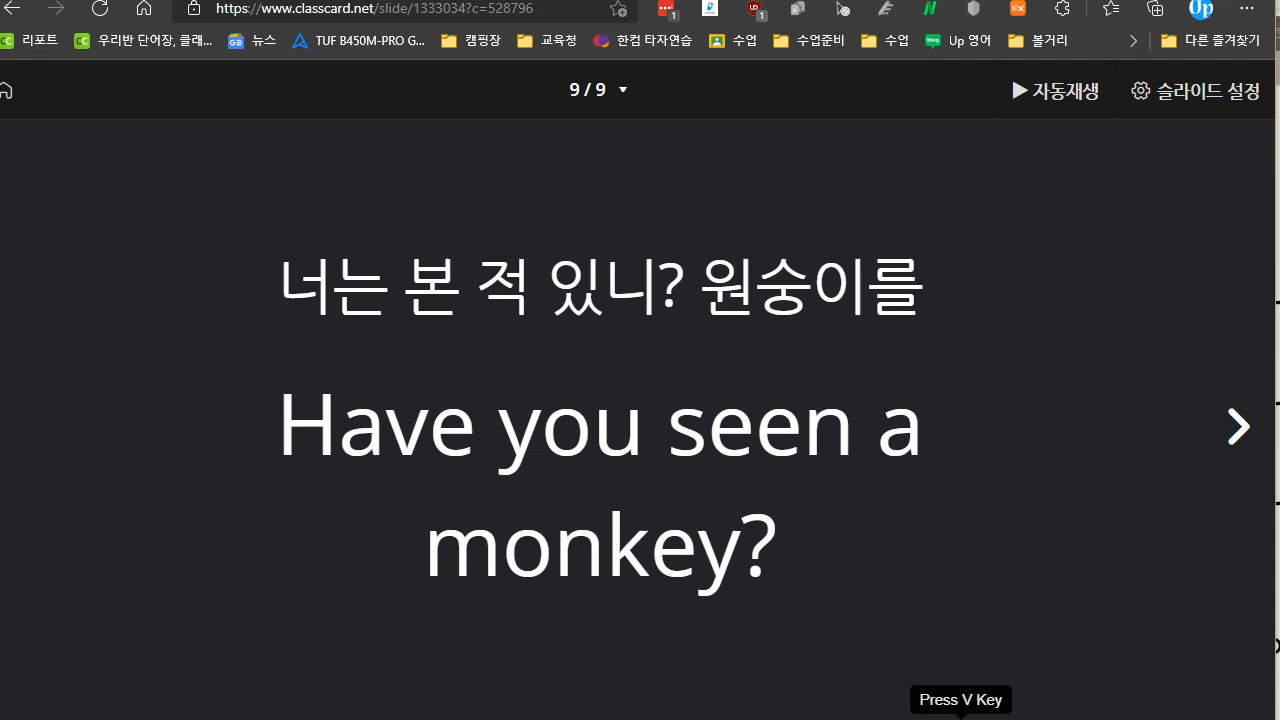 https://www.classcard.net/slide/1333034?c=528796
1
1
Up
리포트 우리반 단어장, 클래... 뉴스 TUF B450M-PRO G... 캠핑장 교육청 한컴 타자연습 수업 수업준비 수업 Up 영어 볼거리 다른 즐겨찾기
9 / 9 자동재생 슬라이드 설정
너는 본 적 있니? 원숭이를
Have you seen a
monkey?
Press V Key